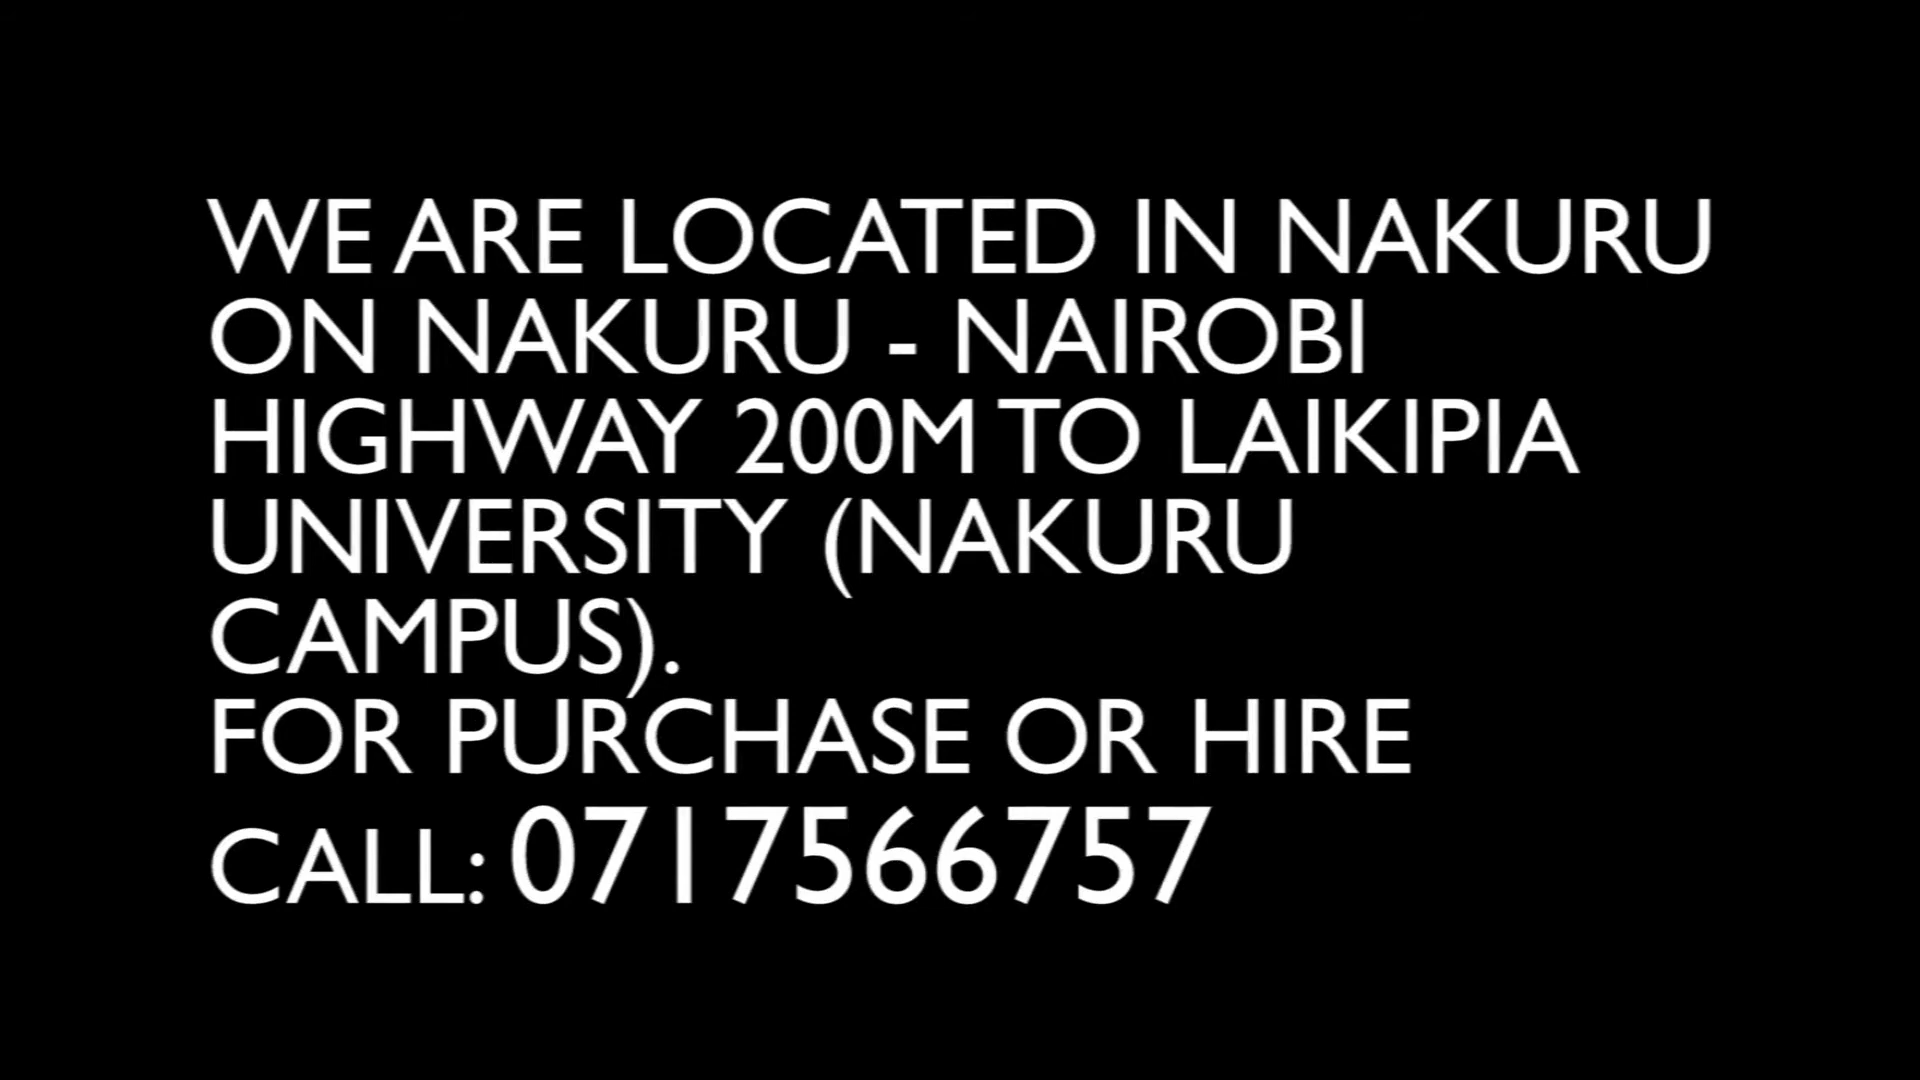 WE ARE LOCATED IN NAKURU
ON NAKURU - NAIROBI
HIGHWAY 200M TO LAIKIPIA
UNIVERSITY (NAKURU
CAMPUS).
FOR PURCHASE OR HIRE
CALL: 0717566757